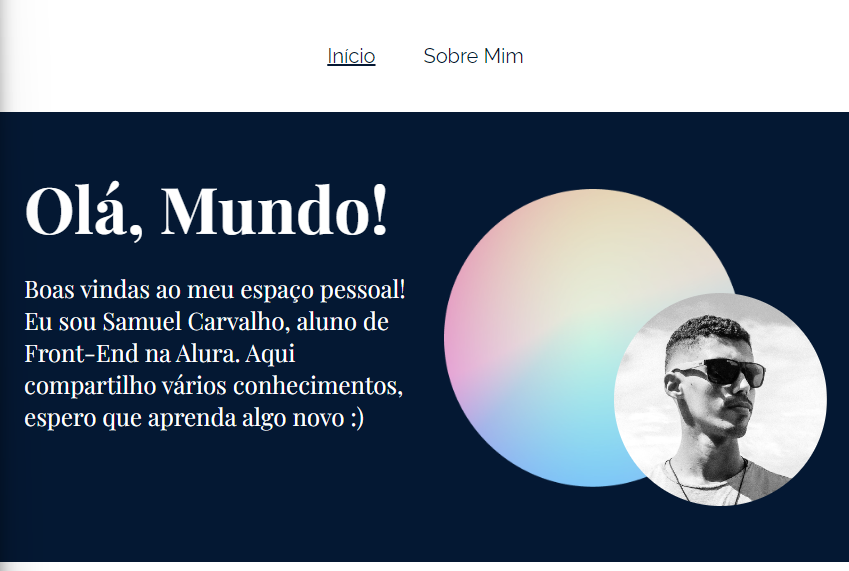 Início Sobre Mim
Olá, Mundo!
Boas vindas ao meu espaço pessoal!
Eu sou Samuel Carvalho, aluno de
Front-End na Alura. Aqui
compartilho vários conhecimentos,
espero que aprenda algo novo :)